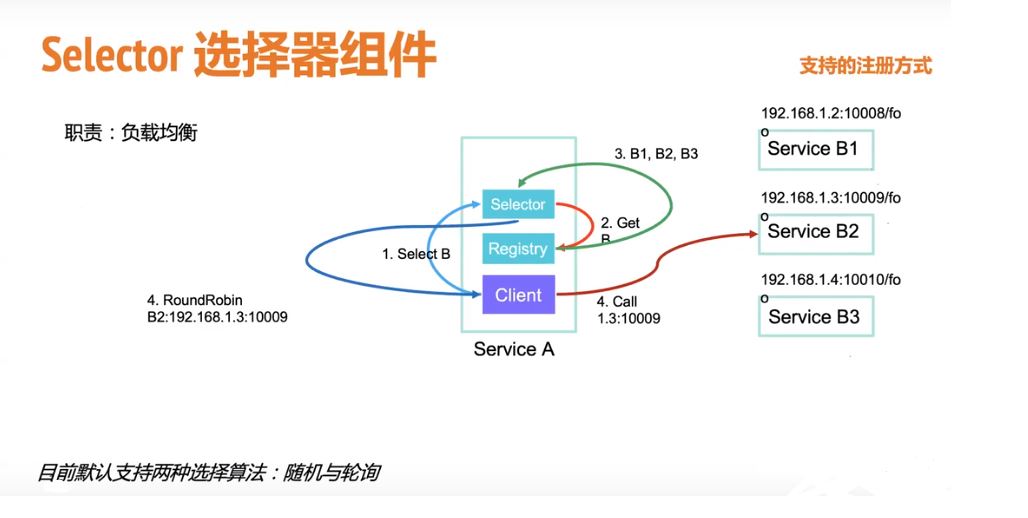 Selector 选择器组件
支持的注册方式
职责：负载均衡
192.168.1.2:10008/fo
o
Service B1
3. B1, B2, B3
192.168.1.3:10009/fo
o
Service B2
Selector
2. Get
B
1. Select B
Registry
192.168.1.4:10010/fo
o
Service B3
Client
4. RoundRobin
B2:192.168.1.3:10009
4. Call
1.3:10009
Service A
目前默认支持两种选择算法：随机与轮询